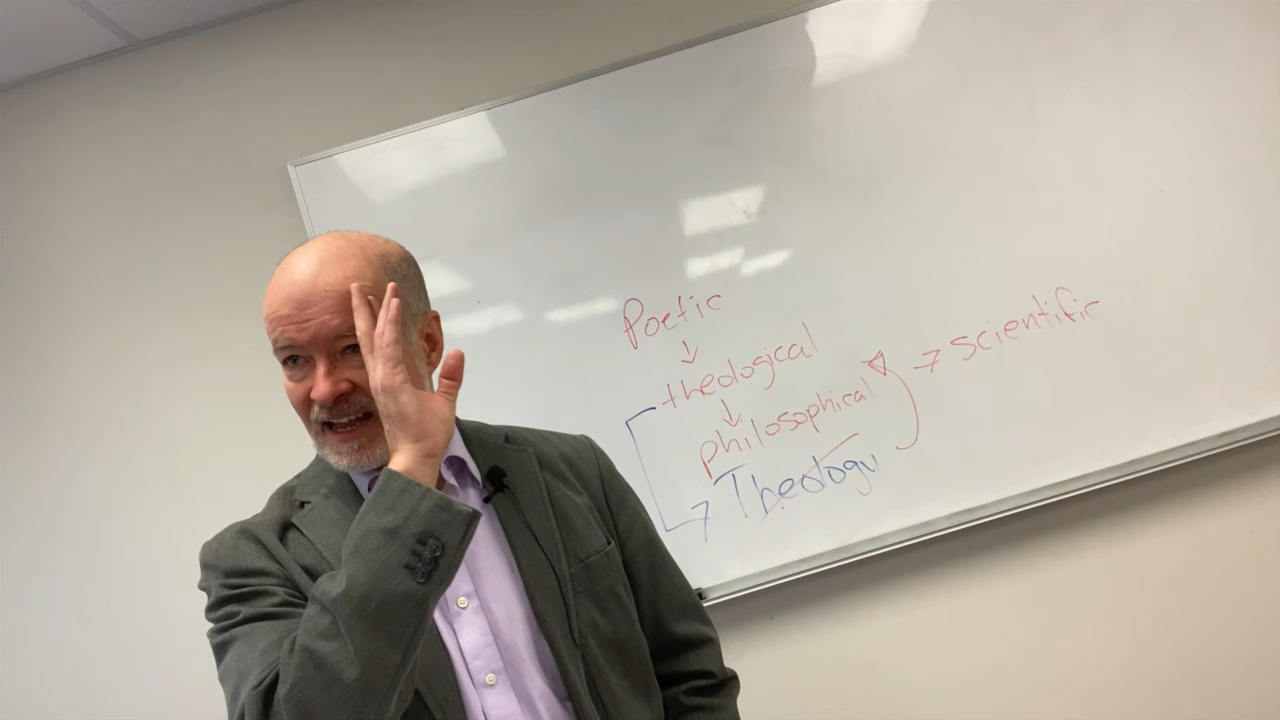 Poetic
↓
theological
↓
philosophical → scientific
→ Theology